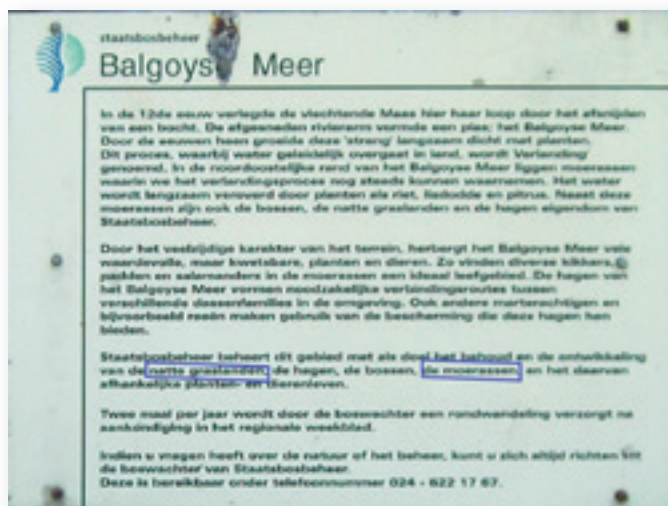 staatsbosbeheer
Balgoyse Meer
In de 12de eeuw verlegde de vlechtende Maas hier haar loop door het afsnijden
van een bocht. De afgesneden rivierarm vormde een plas; het Balgoyse Meer.
Door de eeuwen heen groeide deze 'strang' langzaam dicht met planten.
Dit proces, waarbij water geleidelijk overgaat in land, wordt 'Verlanding'
genoemd. In de noordoostelijke rand van het Balgoyse Meer liggen moerassen
waarin we het verlandingsproces nog steeds kunnen waarnemen. Het water
wordt langzaam veroverd door planten als riet, lisdodde en pitrus. Naast deze
moerassen zijn ook de bossen, de natte graslanden en de hagen eigendom van
Staatsbosbeheer.
Door het veelzijdige karakter van het terrein, herbergt het Balgoyse Meer vele
waardevolle, maar kwetsbare, planten en dieren. Zo vinden diverse kikkers,
padden en salamanders in de moerassen een ideaal leefgebied. De hagen van
het Balgoyse Meer vormen noodzakelijke verbindingsroutes tussen
verschillende dassenfamilies in de omgeving. Ook andere marterachtigen en
bijvoorbeeld reeën maken gebruik van de bescherming die deze hagen hen
bieden.
Staatsbosbeheer beheert dit gebied met als doel het behoud en de ontwikkeling
van de natte graslanden, de hagen, de bossen, de moerassen, en het daarvan
afhankelijke planten- en dierenleven.
Twee maal per jaar wordt door de boswachter een rondwandeling verzorgt na
aankondiging in het regionale weekblad.
Indien u vragen heeft over de natuur of het beheer, kunt u zich altijd richten tot
de boswachter van Staatsbosbeheer.
Deze is bereikbaar onder telefoonnummer 024 - 622 17 67.